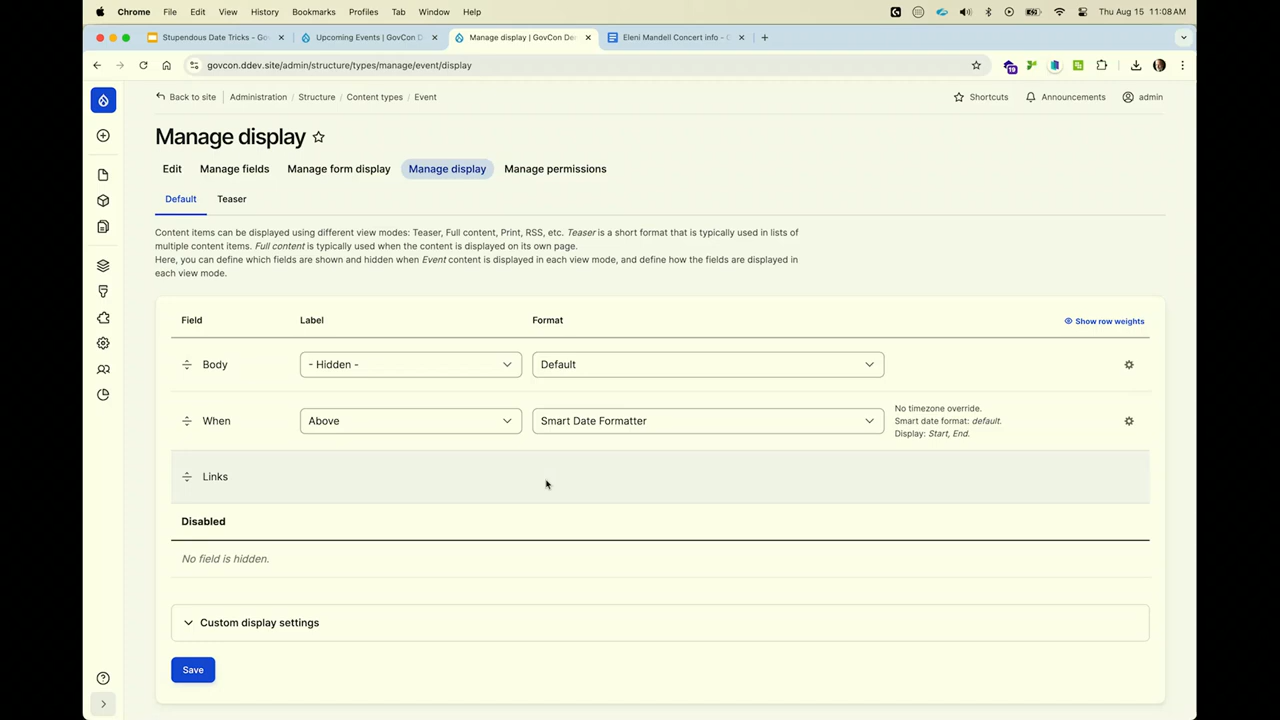 Chrome File Edit View History Bookmarks Profiles Tab Window Help Thu Aug 15 11:08 AM
Stupendous Date Tricks - Go
Upcoming Events | GovCon D
Manage display | GovCon De
Eleni Mandell Concert info - G
govcon.ddev.site/admin/structure/types/manage/event/display
19
Back to site Administration / Structure / Content types / Event Shortcuts Announcements admin
Manage display
Edit Manage fields Manage form display Manage display Manage permissions
Default Teaser
Content items can be displayed using different view modes: Teaser, Full content, Print, RSS, etc. Teaser is a short format that is typically used in lists of
multiple content items. Full content is typically used when the content is displayed on its own page.
Here, you can define which fields are shown and hidden when Event content is displayed in each view mode, and define how the fields are displayed in
each view mode.
Field Label Format Show row weights
Body - Hidden - Default
When Above Smart Date Formatter
No timezone override.
Smart date format: default.
Display: Start, End.
Links
Disabled
No field is hidden.
Custom display settings
Save